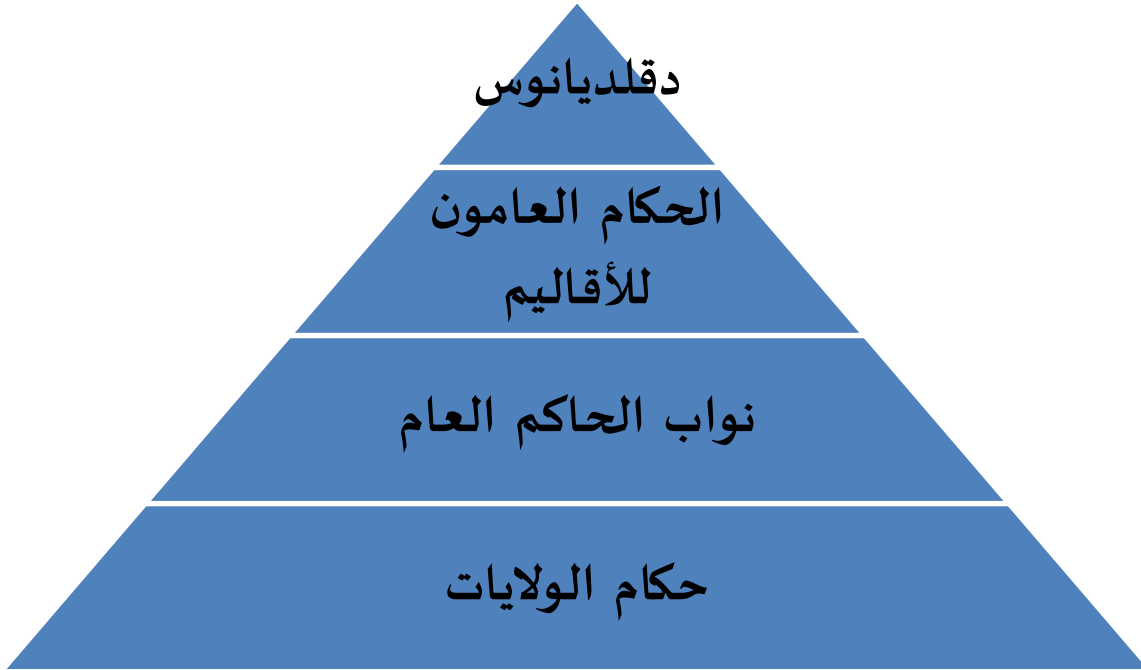 دقلديانوس
الحكام العامون
للأقاليم
نواب الحاكم العام
حكام الولايات